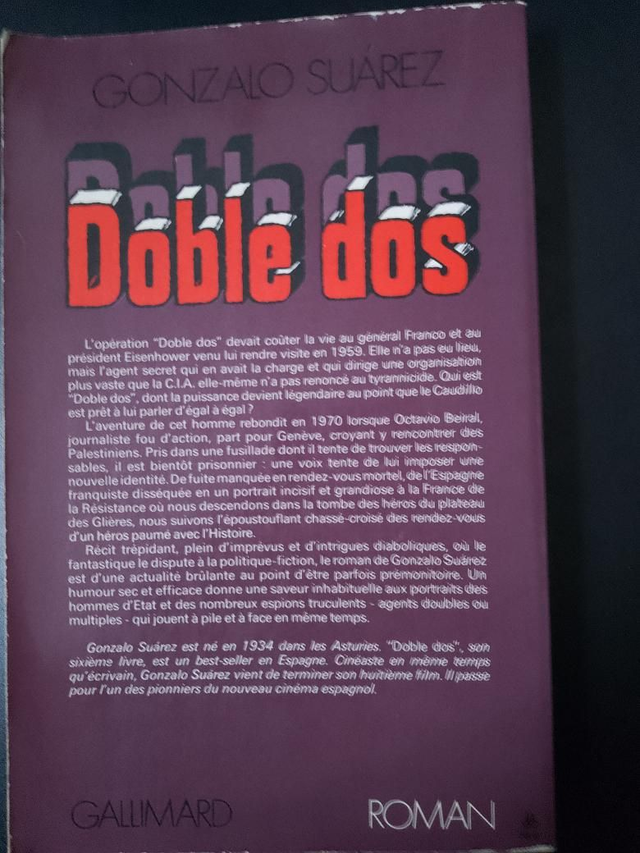 GONZALO SUÁREZ
Doble dos
L'opération "Doble dos" devait coûter la vie au général Franco et au
président Eisenhower venu lui rendre visite en 1959. Elle n'a pas eu lieu,
mais l'agent secret qui en avait la charge et qui dirige une organisation
plus vaste que la C.I.A. elle-même n'a pas renoncé au tyrannicide. Qui est
"Doble dos", dont la puissance devient légendaire au point que le Caudillo
est prêt à lui parler d'égal à égal ?
L'aventure de cet homme rebondit en 1970 lorsque Octavio Beiral,
journaliste fou d'action, part pour Genève, croyant y rencontrer des
Palestiniens. Pris dans une fusillade dont il tente de trouver les respon-
sables, il est bientôt prisonnier : une voix tente de lui imposer une
nouvelle identité. De fuite manquée en rendez-vous mortel, de l'Espagne
franquiste disséquée en un portrait incisif et grandiose à la France de
la Résistance où nous descendons dans la tombe des héros du plateau
des Glières, nous suivons l'époustouflant chassé-croisé des rendez-vous
d'un héros paumé avec l'Histoire.
Récit trépidant, plein d'imprévus et d'intrigues diaboliques, où le
fantastique le dispute à la politique-fiction, le roman de Gonzalo Suárez
est d'une actualité brûlante au point d'être parfois prémonitoire. Un
humour sec et efficace donne une saveur inhabituelle aux portraits des
hommes d'Etat et des nombreux espions truculents - agents doubles ou
multiples - qui jouent à pile et à face en même temps.
Gonzalo Suárez est né en 1934 dans les Asturies. "Doble dos", son
sixième livre, est un best-seller en Espagne. Cinéaste en même temps
qu'écrivain, Gonzalo Suárez vient de terminer son huitième film. Il passe
pour l'un des pionniers du nouveau cinéma espagnol.
GALLIMARD ROMAN